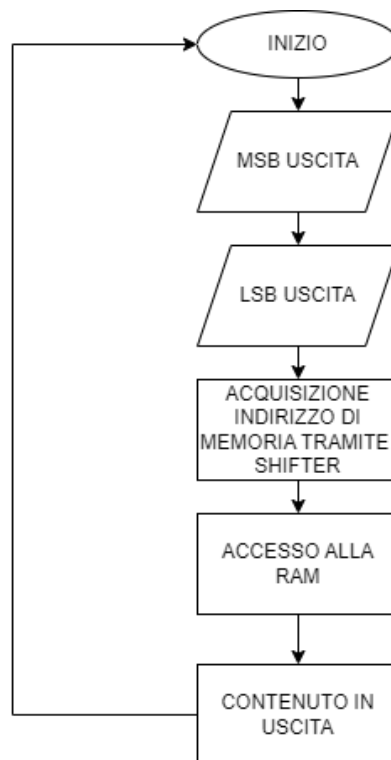 INIZIO
MSB USCITA
LSB USCITA
ACQUISIZIONE
INDIRIZZO DI
MEMORIA TRAMITE
SHIFTER
ACCESSO ALLA
RAM
CONTENUTO IN
USCITA